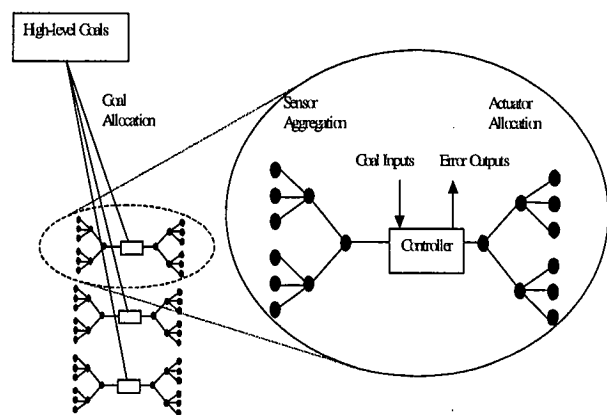 High-level Goals
Goal
Allocation
Sensor
Aggregation
Actuator
Allocation
Goal Inputs
Error Outputs
Controller